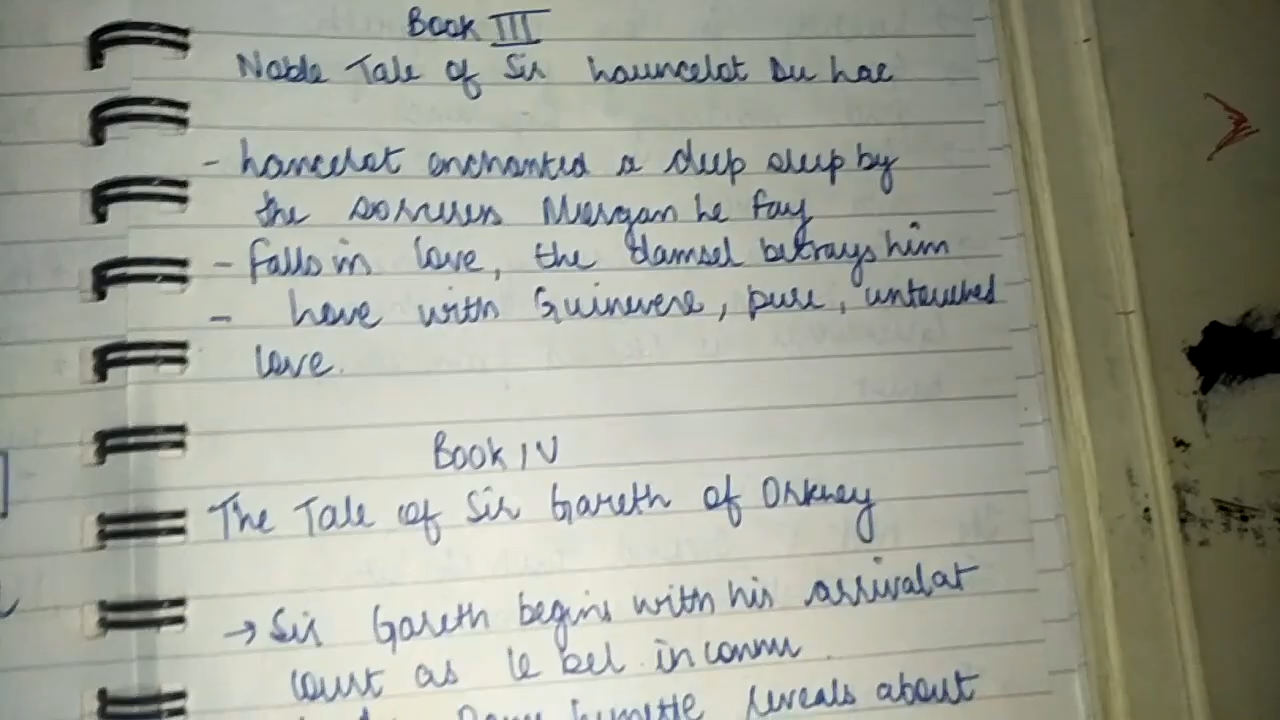 Book III
Noble Tale of Sir Launcelot Du Lac
- Lancelot enchanted a deep sleep by
the sorceress Morgan Le Fay
- falls in love, the damsel betrays him
- Love with Guinevere, pure, untouched
love.
Book IV
The Tale of Sir Gareth of Orkney
→ Sir Gareth begins with his arrival at
court as le bel inconnu.
reveals about